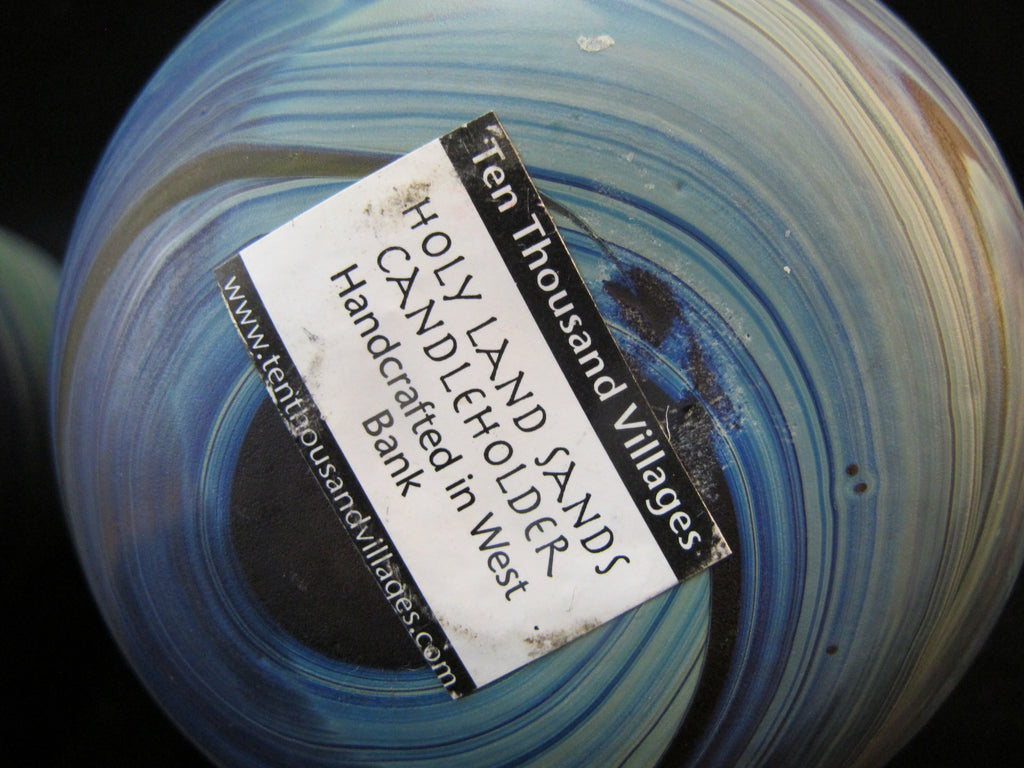 Ten Thousand Villages
HOLY LAND SANDS
CANDLEHOLDER
Handcrafted in West
Bank
www.tenthousandvillages.com